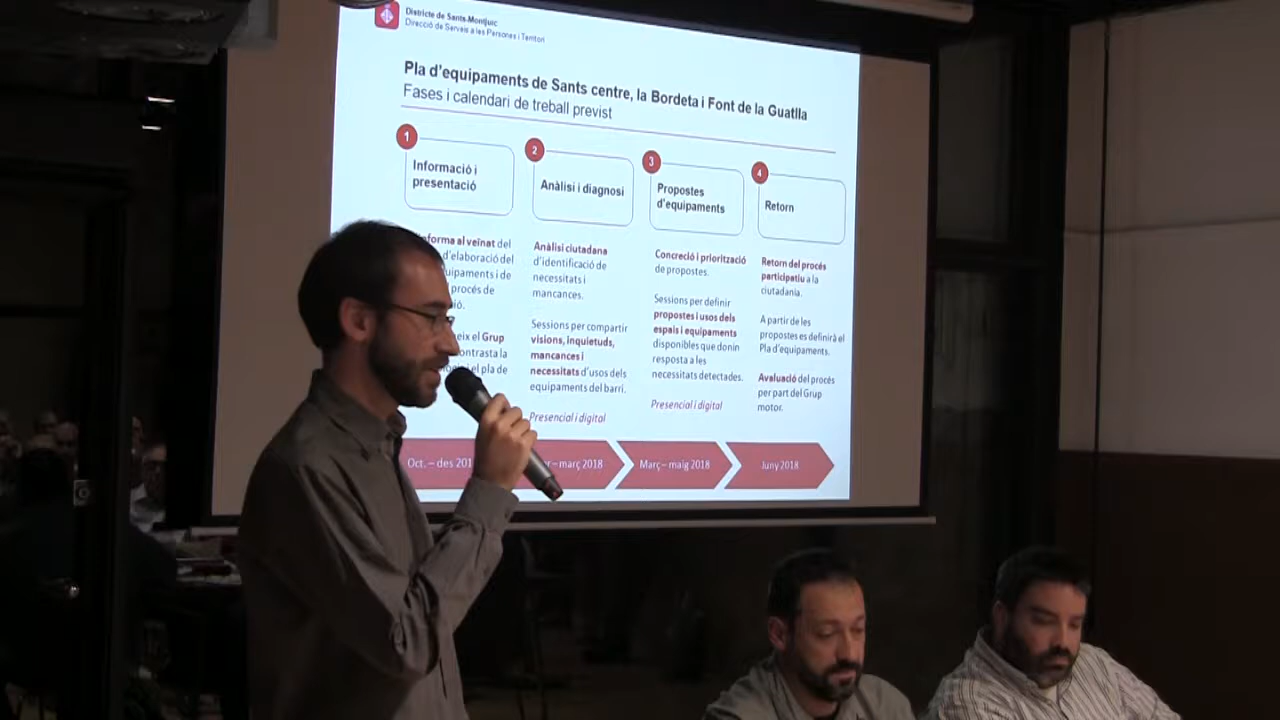 Districte de Sants-Montjuïc
Direcció de Serveis a les Persones i Territori
Pla d'equipaments de Sants centre, la Bordeta i Font de la Guatlla
Fases i calendari de treball previst
1
Informació i
presentació
informa al veïnat del
d'elaboració del
i de
procés de
el Grup
contrasta la
i el pla de
Oct. – des 201
2
Anàlisi i diagnosi
Anàlisi ciutadana
d'identificació de
necessitats i
mancances.
Sessions per compartir
visions, inquietuds,
mancances i
necessitats d'usos dels
equipaments del barri.
Presencial i digital
– març 2018
3
Propostes
d'equipaments
Concreció i priorització
de propostes.
Sessions per definir
propostes i usos dels
espais i equipaments
disponibles que donin
resposta a les
necessitats detectades.
Presencial i digital
Març – maig 2018
4
Retorn
Retorn del procés
participatiu a la
ciutadania.
A partir de les
propostes es definirà el
Pla d'equipaments.
Avaluació del procés
per part del Grup
motor.
Juny 2018